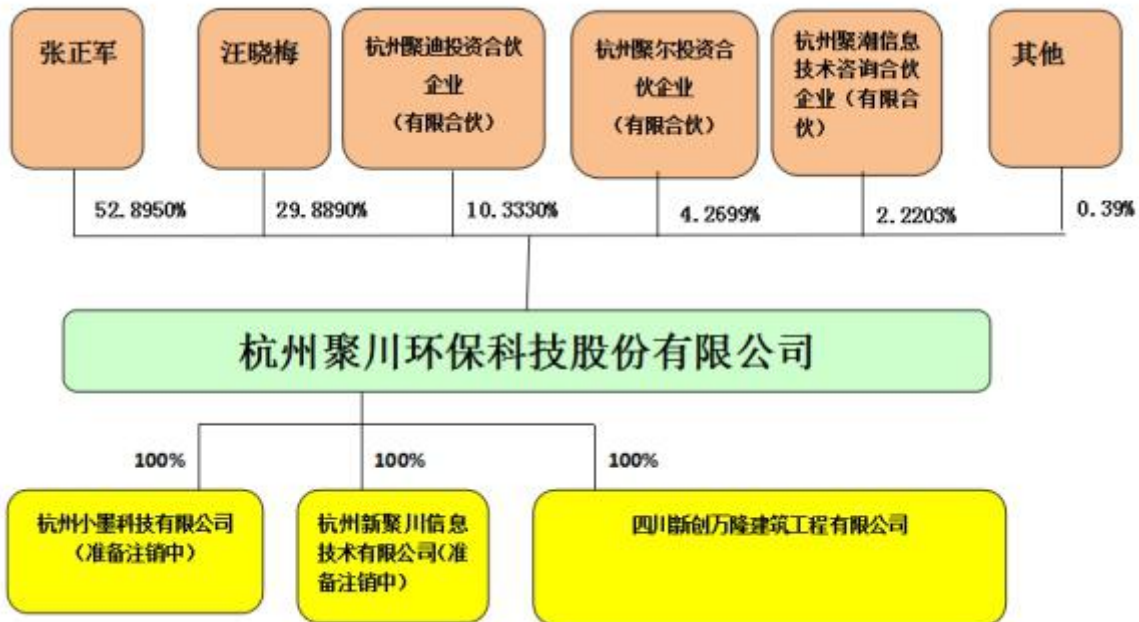 张正军
汪晓梅
杭州聚迪投资合伙
企业
（有限合伙）
杭州聚尔投资合
伙企业
（有限合伙）
杭州聚潮信息
技术咨询合伙
企业（有限合
伙）
其他
52.8950%
29.8890%
10.3330%
4.2699%
2.2203%
0.39%
杭州聚川环保科技股份有限公司
100%
100%
100%
杭州小墨科技有限公司
（准备注销中）
杭州新聚川信息
技术有限公司(准
备注销中)
四川新创万隆建筑工程有限公司